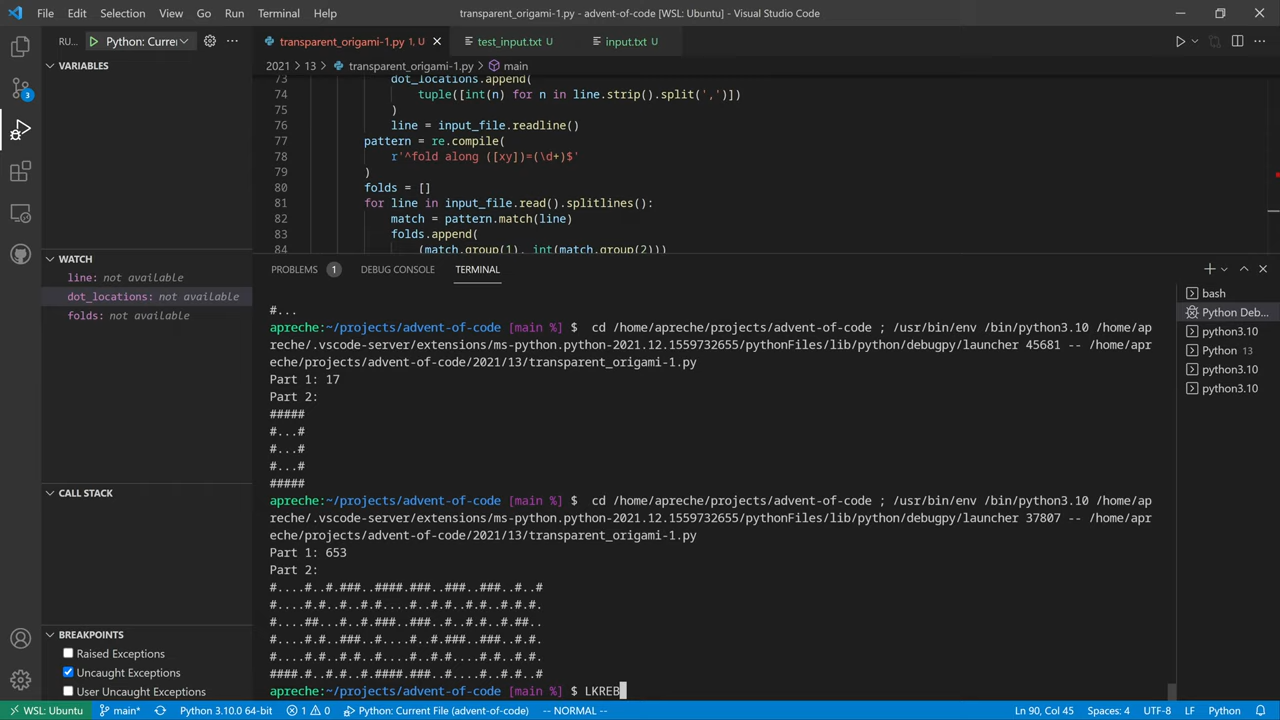 File Edit Selection View Go Run Terminal Help
transparent_origami-1.py - advent-of-code [WSL: Ubuntu] - Visual Studio Code
RU... Python: Curre
transparent_origami-1.py 1, U
test_input.txt U
input.txt U
2021 > 13 > transparent_origami-1.py > main
VARIABLES
73 dot_locations.append(
74 tuple([int(n) for n in line.strip().split(',')])
75 )
76 line = input_file.readline()
77 pattern = re.compile(
78 r'^fold along ([xy])=(\d+)$'
79 )
80 folds = []
81 for line in input_file.read().splitlines():
82 match = pattern.match(line)
83 folds.append(
84 (match.group(1), int(match.group(2)))
WATCH
line: not available
dot_locations: not available
folds: not available
CALL STACK
BREAKPOINTS
Raised Exceptions
Uncaught Exceptions
User Uncaught Exceptions
PROBLEMS 1 DEBUG CONSOLE TERMINAL
#...
apreche:~/projects/advent-of-code [main %] $ cd /home/apreche/projects/advent-of-code ; /usr/bin/env /bin/python3.10 /home/ap
reche/.vscode-server/extensions/ms-python.python-2021.12.1559732655/pythonFiles/lib/python/debugpy/launcher 45681 -- /home/apr
eche/projects/advent-of-code/2021/13/transparent_origami-1.py
Part 1: 17
Part 2:
#####
#...#
#...#
#...#
#####
apreche:~/projects/advent-of-code [main %] $ cd /home/apreche/projects/advent-of-code ; /usr/bin/env /bin/python3.10 /home/ap
reche/.vscode-server/extensions/ms-python.python-2021.12.1559732655/pythonFiles/lib/python/debugpy/launcher 37807 -- /home/apr
eche/projects/advent-of-code/2021/13/transparent_origami-1.py
Part 1: 653
Part 2:
#....#..#.###..####.###..###..###..#..#
#....#.#..#..#.#....#..#.#..#.#..#.#.#.
#....##...#..#.###..###..#..#.#..#.##..
#....#.#..###..#....#..#.###..###..#.#.
#....#.#..#.#..#....#..#.#....#.#..#.#.
####.#..#.#..#.####.###..#....#..#.#..#
apreche:~/projects/advent-of-code [main %] $ LKREB
bash
Python Deb...
python3.10
Python 13
python3.10
python3.10
3
WSL: Ubuntu main* Python 3.10.0 64-bit 1 0 Python: Current File (advent-of-code) -- NORMAL -- Ln 90, Col 45 Spaces: 4 UTF-8 LF Python